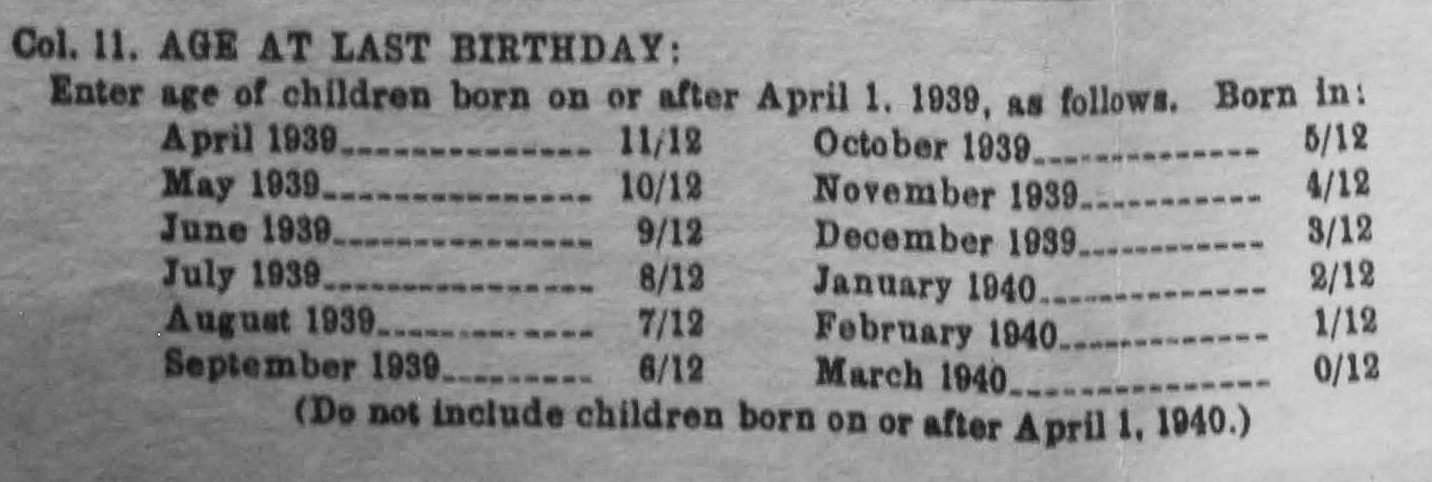 Col. 11. AGE AT LAST BIRTHDAY:
Enter age of children born on or after April 1, 1939, as follows. Born in:
April 1939 11/12 October 1939 5/12
May 1939 10/12 November 1939 4/12
June 1939 9/12 December 1939 3/12
July 1939 8/12 January 1940 2/12
August 1939 7/12 February 1940 1/12
September 1939 6/12 March 1940 0/12
(Do not include children born on or after April 1, 1940.)